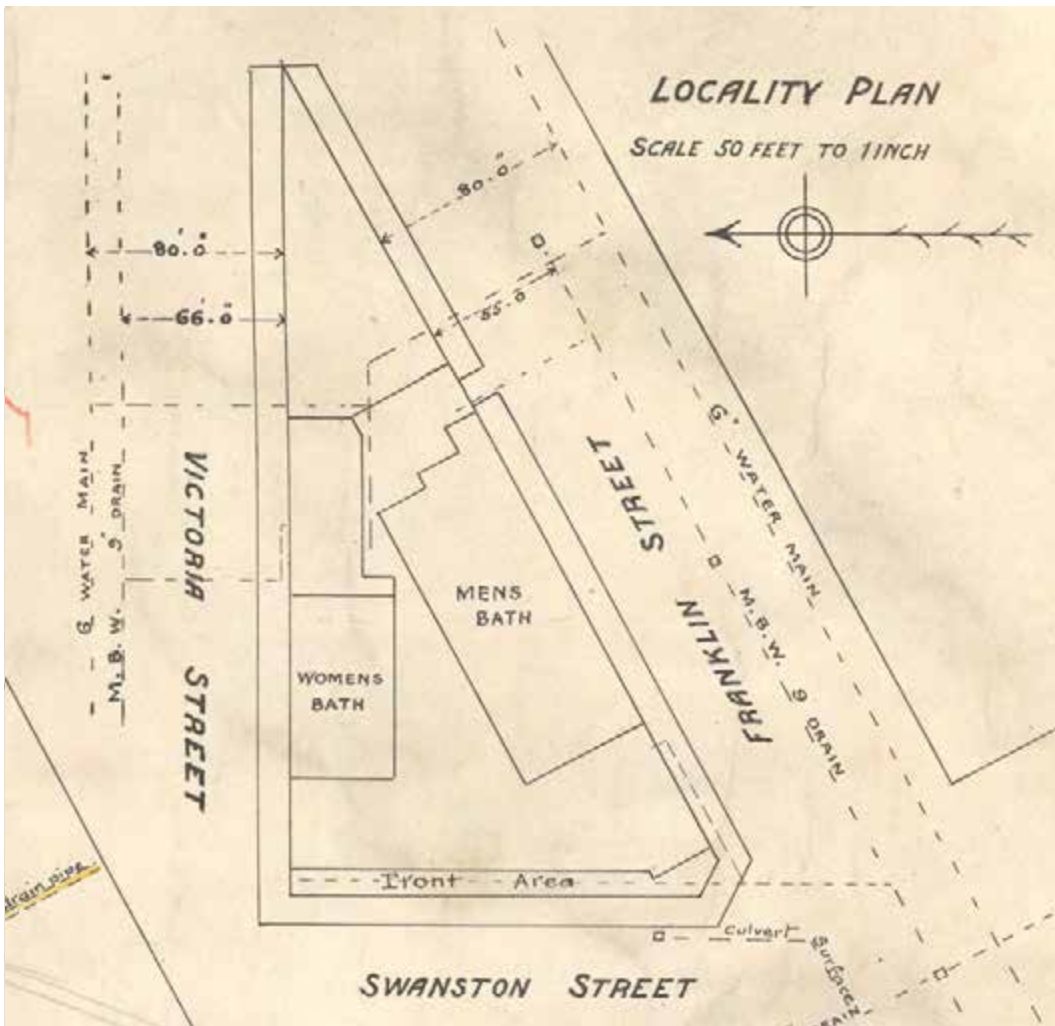 LOCALITY PLAN
SCALE 50 FEET TO 1 INCH
80.'0"
80.'0"
55.0
66.'0"
6" WATER MAIN
M.B.W. 9" DRAIN
VICTORIA STREET
FRANKLIN STREET
6" WATER MAIN
M.B.W. 9 DRAIN
MENS
BATH
WOMENS
BATH
drain pipe
Front Area
Culvert
Surface
SWANSTON STREET